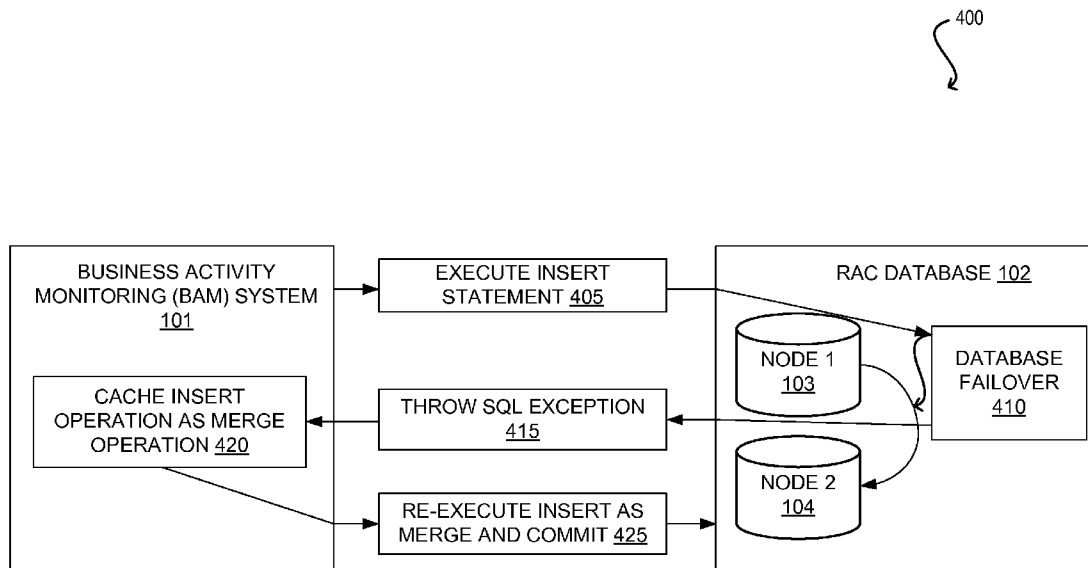 400
BUSINESS ACTIVITY
MONITORING (BAM) SYSTEM
101
EXECUTE INSERT
STATEMENT 405
RAC DATABASE 102
NODE 1
103
DATABASE
FAILOVER
410
CACHE INSERT
OPERATION AS MERGE
OPERATION 420
THROW SQL EXCEPTION
415
NODE 2
104
RE-EXECUTE INSERT AS
MERGE AND COMMIT 425